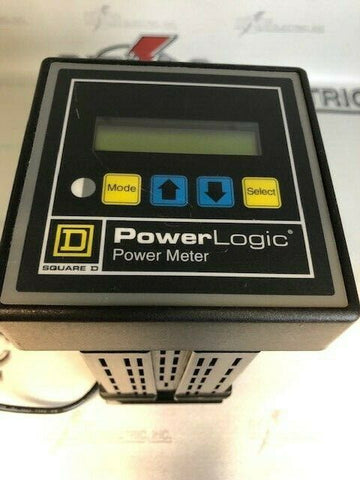 Mode
Select
D
PowerLogic®
SQUARE D
Power Meter